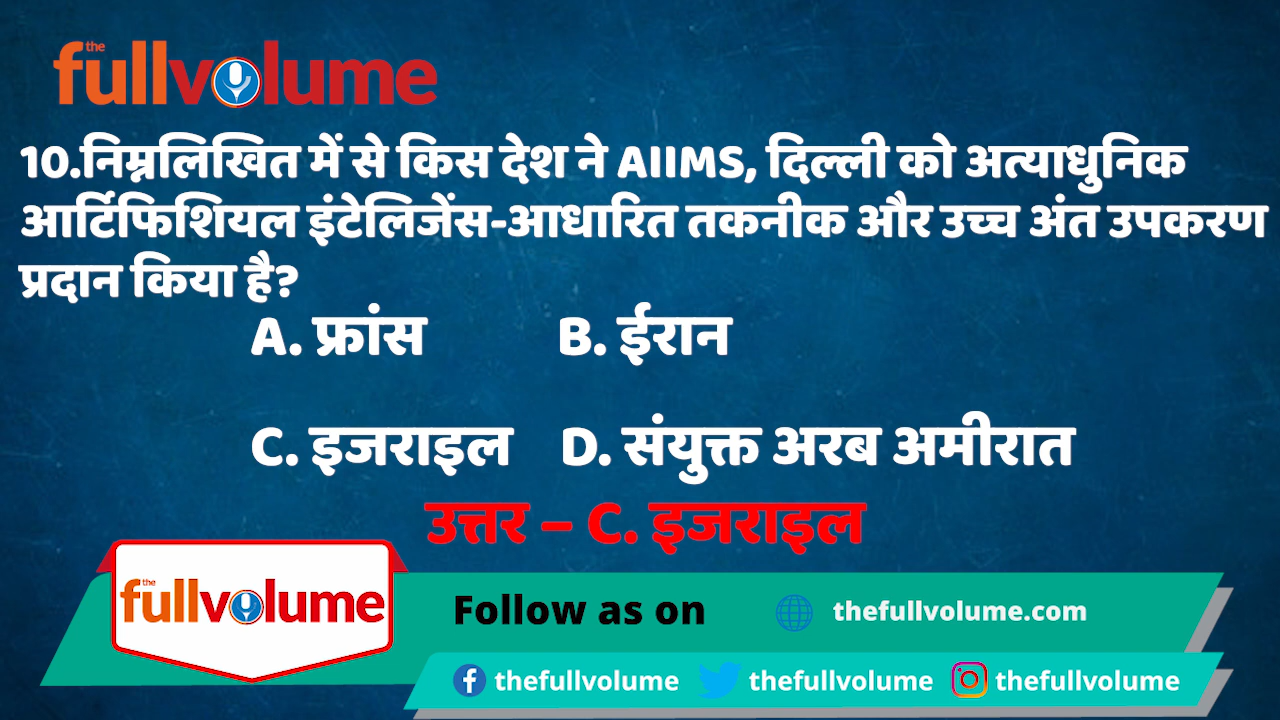 the
fullvolume
10.निम्नलिखित में से किस देश ने AIIMS, दिल्ली को अत्याधुनिक
आर्टिफिशियल इंटेलिजेंस-आधारित तकनीक और उच्च अंत उपकरण
प्रदान किया है?
A. फ्रांस B. ईरान
C. इजराइल D. संयुक्त अरब अमीरात
उत्तर – C. इजराइल
the
fullvolume
Follow as on thefullvolume.com
thefullvolume thefullvolume thefullvolume